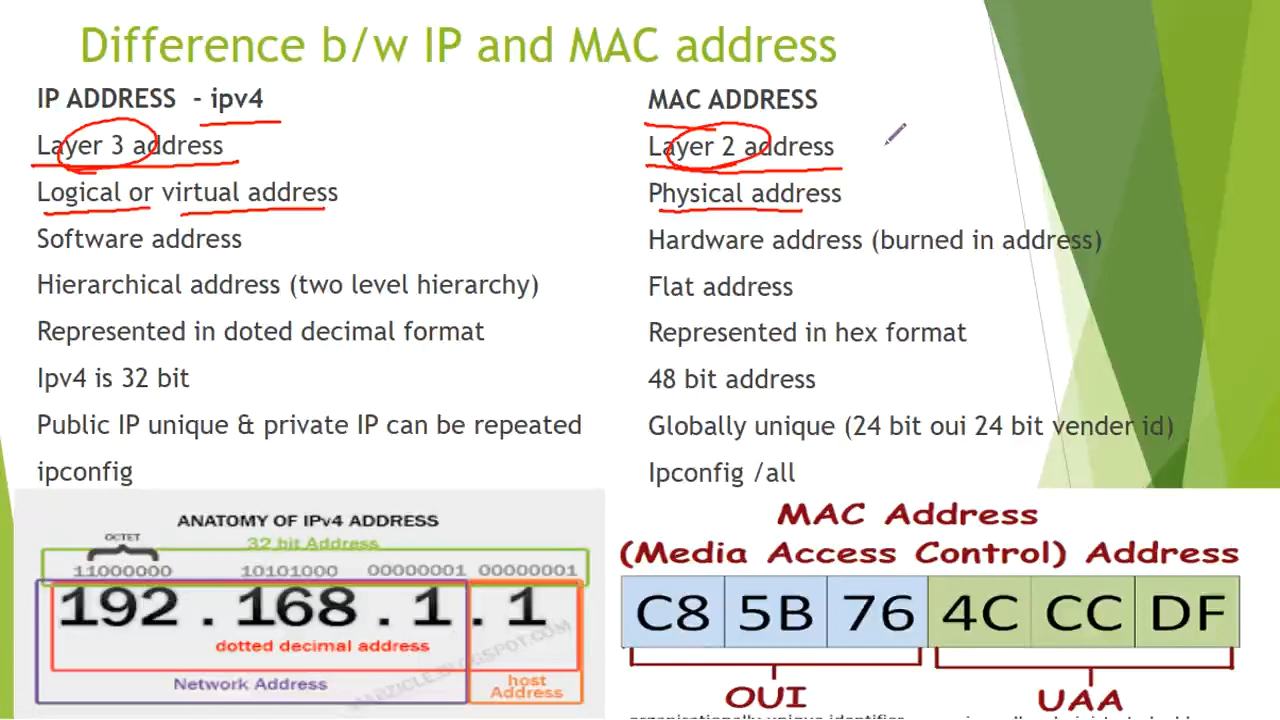 Difference b/w IP and MAC address
IP ADDRESS - ipv4
Layer 3 address
Logical or virtual address
Software address
Hierarchical address (two level hierarchy)
Represented in doted decimal format
Ipv4 is 32 bit
Public IP unique & private IP can be repeated
ipconfig
MAC ADDRESS
Layer 2 address
Physical address
Hardware address (burned in address)
Flat address
Represented in hex format
48 bit address
Globally unique (24 bit oui 24 bit vender id)
Ipconfig /all
ANATOMY OF IPv4 ADDRESS
OCTET
32 bit Address
11000000 10101000 00000001 00000001
192 . 168 . 1 . 1
dotted decimal address
Network Address
host
Address
MAC Address
(Media Access Control) Address
C8 5B 76 4C CC DF
OUI UAA